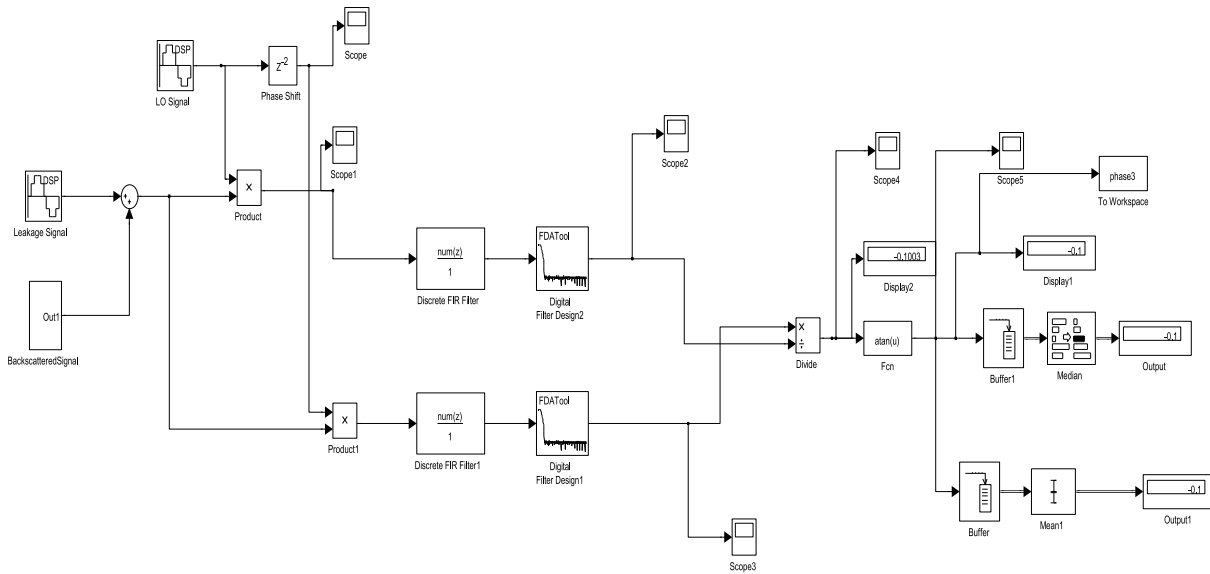 DSP
LO Signal
z-2
Phase Shift
Scope
Scope1
DSP
Leakage Signal
+
+
x
Product
Out1
BackscatteredSignal
num(z)
1
Discrete FIR Filter
FDATool
Digital
Filter Design2
Scope2
x
Product1
num(z)
1
Discrete FIR Filter1
FDATool
Digital
Filter Design1
Scope3
x
÷
Divide
Scope4
-0.1003
Display2
atan(u)
Fcn
Scope5
phase3
To Workspace
-0.1
Display1
Buffer1
Median
-0.1
Output
Buffer
Mean1
-0.1
Output1